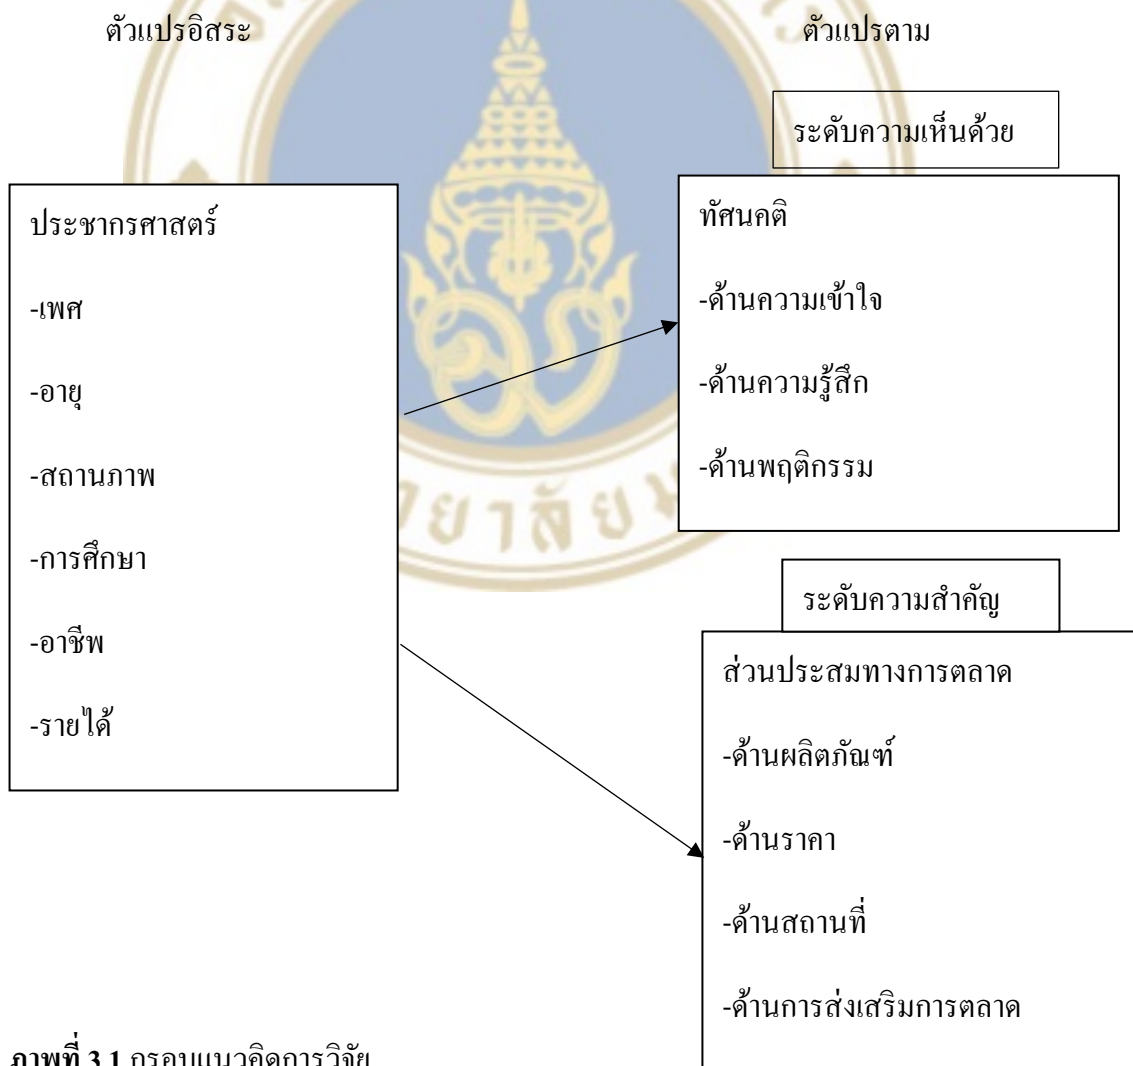 ตัวแปรอิสระ
ตัวแปรตาม
ระดับความเห็นด้วย
ประชากรศาสตร์
-เพศ
-อายุ
-สถานภาพ
-การศึกษา
-อาชีพ
-รายได้
ทัศนคติ
-ด้านความเข้าใจ
-ด้านความรู้สึก
-ด้านพฤติกรรม
ระดับความสำคัญ
ส่วนประสมทางการตลาด
-ด้านผลิตภัณฑ์
-ด้านราคา
-ด้านสถานที่
-ด้านการส่งเสริมการตลาด
ภาพที่ 3.1 กรอบแนวคิดการวิจัย